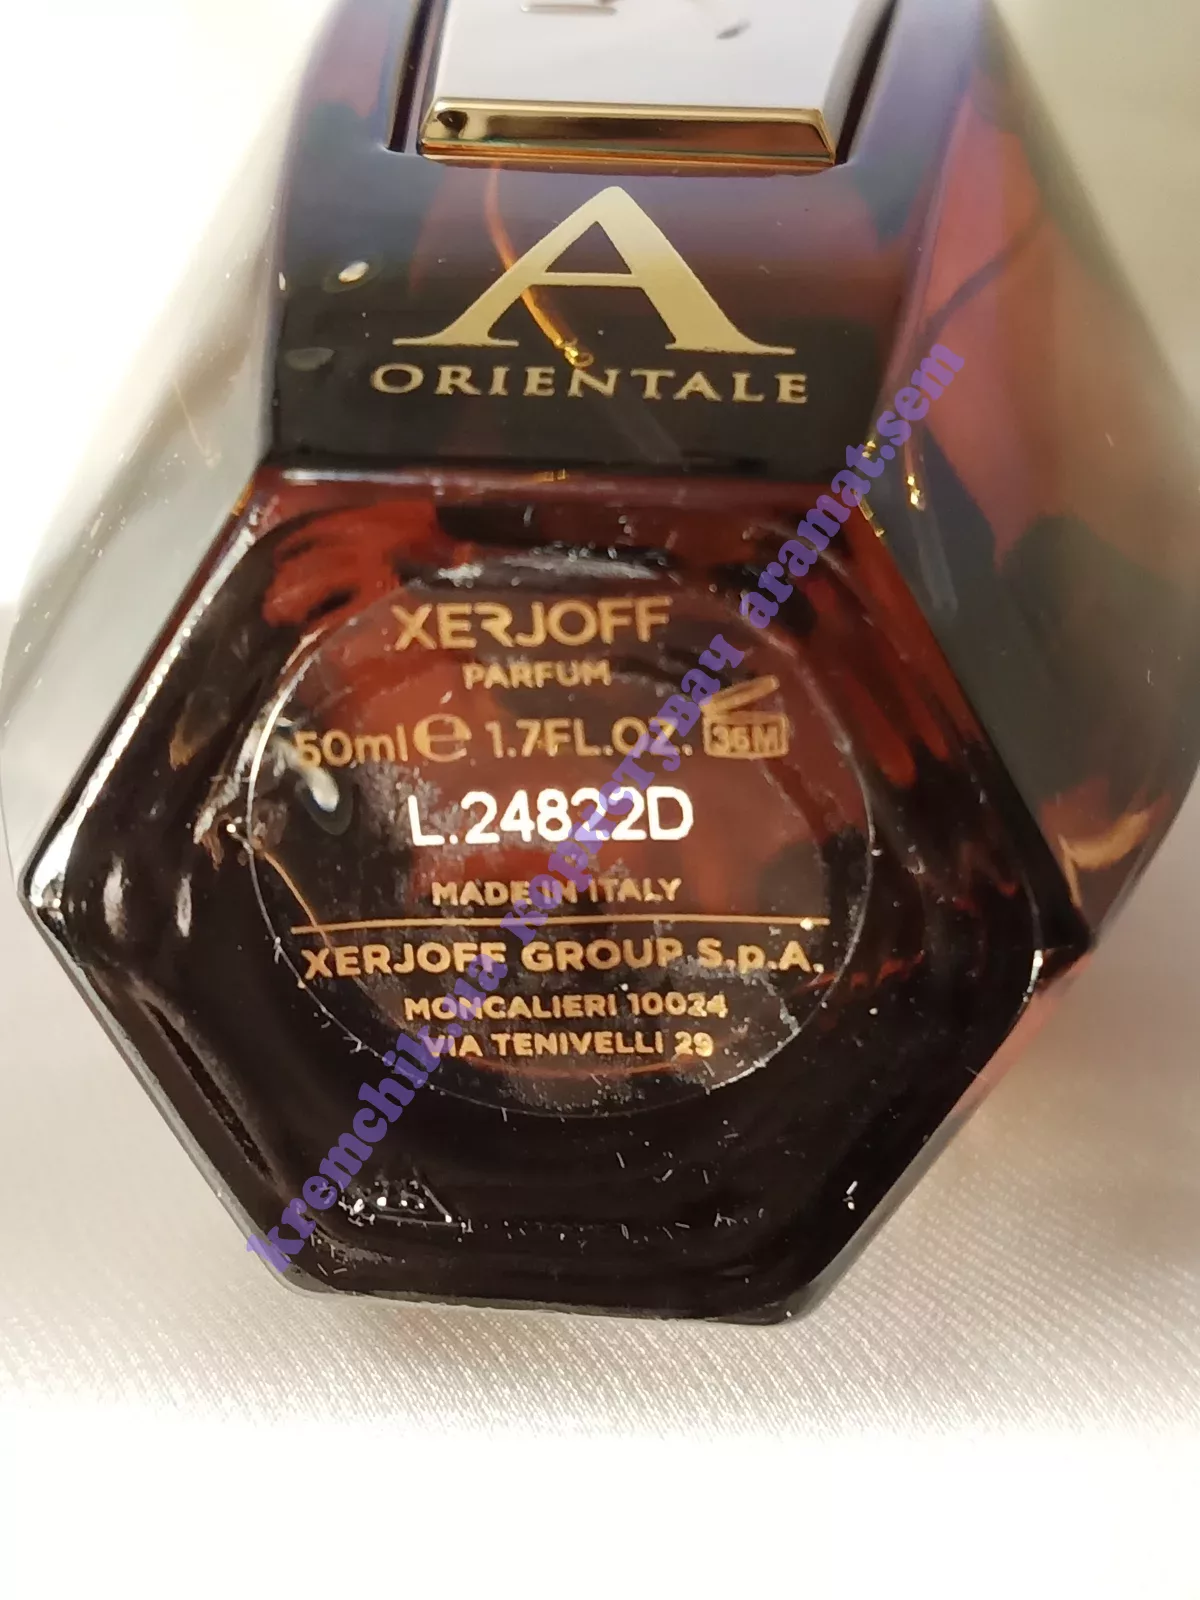 A
ORIENTALE
XERJOFF
PARFUM
50ml e 1.7FL.OZ. 36M
L.24822D
MADE IN ITALY
XERJOFF GROUP S.p.A.
MONCALIERI 10024
VIA TENIVELLI 29
kremchik.ua користувач aramat.sem